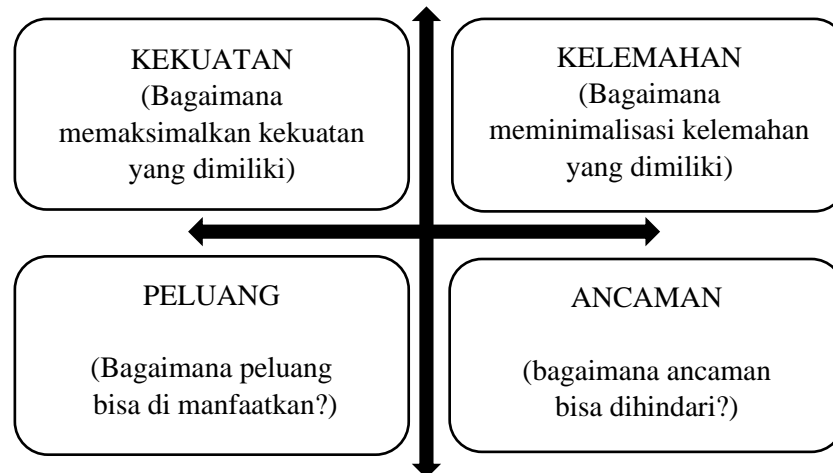 KEKUATAN
(Bagaimana
memaksimalkan kekuatan
yang dimiliki)
KELEMAHAN
(Bagaimana
meminimalisasi kelemahan
yang dimiliki)
PELUANG
(Bagaimana peluang
bisa di manfaatkan?)
ANCAMAN
(bagaimana ancaman
bisa dihindari?)